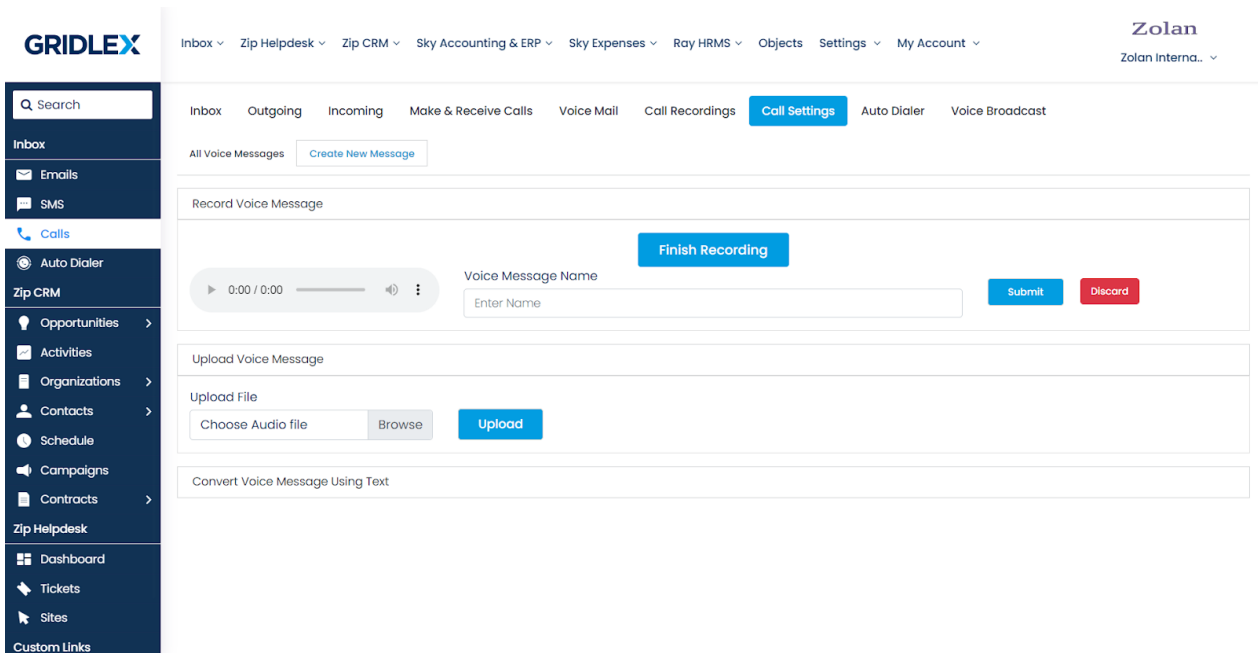 GRIDLEX
Inbox Zip Helpdesk Zip CRM Sky Accounting & ERP Sky Expenses Ray HRMS Objects Settings My Account
Zolan
Zolan Interna..
Search
Inbox
Emails
SMS
Calls
Auto Dialer
Zip CRM
Opportunities
Activities
Organizations
Contacts
Schedule
Campaigns
Contracts
Zip Helpdesk
Dashboard
Tickets
Sites
Custom Links
Inbox Outgoing Incoming Make & Receive Calls Voice Mail Call Recordings Call Settings Auto Dialer Voice Broadcast
All Voice Messages Create New Message
Record Voice Message
Finish Recording
0:00 / 0:00
Voice Message Name
Enter Name
Submit Discard
Upload Voice Message
Upload File
Choose Audio file Browse Upload
Convert Voice Message Using Text